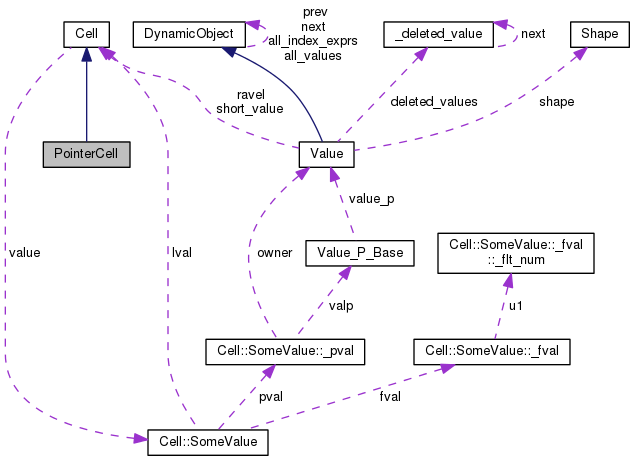 prev
next
all_index_exprs
all_values
Cell
DynamicObject
_deleted_value
next
Shape
ravel
short_value
deleted_values
shape
PointerCell
Value
value_p
value
lval
owner
Value_P_Base
Cell::SomeValue::_fval
::_flt_num
valp
u1
Cell::SomeValue::_pval
Cell::SomeValue::_fval
pval
fval
Cell::SomeValue